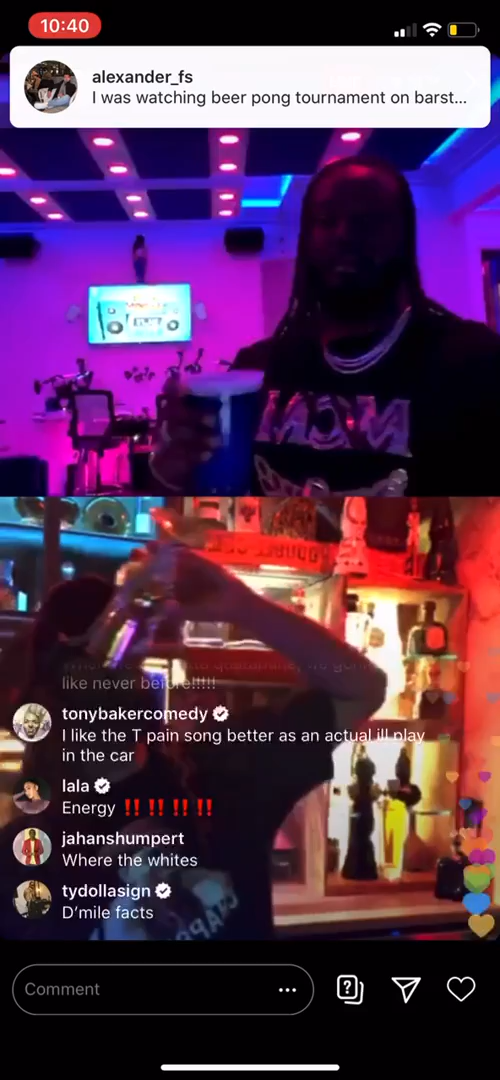 10:40
alexander_fs
I was watching beer pong tournament on barst...
like never before!!!!!
tonybakercomedy
I like the T pain song better as an actual ill play
in the car
lala
Energy ‼️ ‼️ ‼️ ‼️
jahanshumpert
Where the whites
tydollasign
D'mile facts
Comment